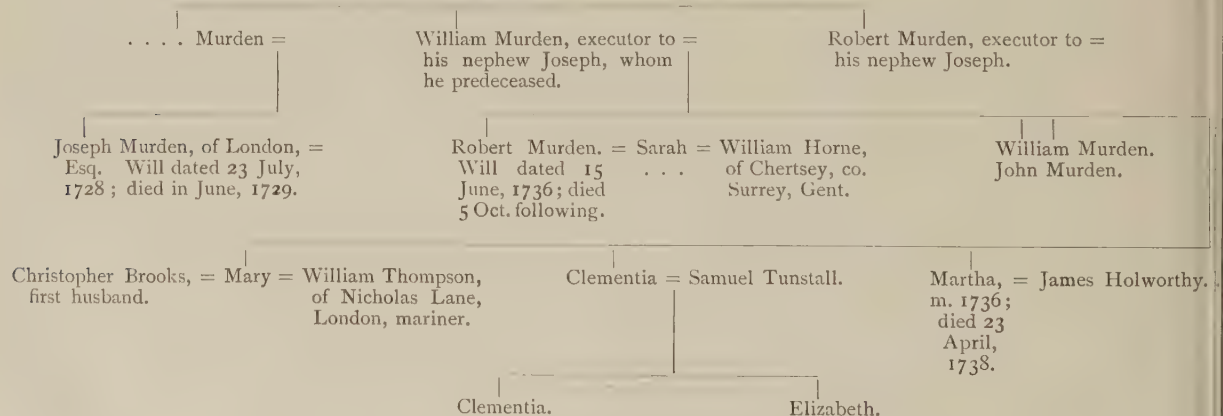 . . . . Murden =
William Murden, executor to =
his nephew Joseph, whom
he predeceased.
Robert Murden, executor to =
his nephew Joseph.
Joseph Murden, of London, =
Esq. Will dated 23 July,
1728; died in June, 1729.
Robert Murden. = Sarah = William Horne,
Will dated 15 . . . of Chertsey, co.
June, 1736; died Surrey, Gent.
5 Oct. following.
William Murden.
John Murden.
Christopher Brooks, = Mary = William Thompson,
first husband. of Nicholas Lane,
London, mariner.
Clementia = Samuel Tunstall.
Martha, = James Holworthy.
m. 1736;
died 23
April,
1738.
Clementia.
Elizabeth.